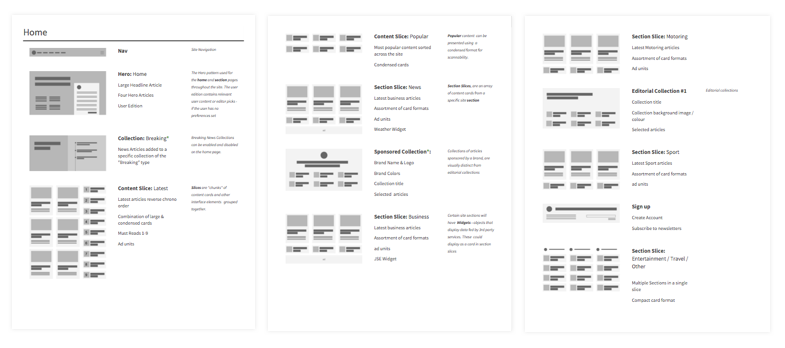 Home
Nav
Site Navigation
Hero: Home
Large Headline Article
Four Hero Articles
User Edition
The Hero pattern used for
the home and section pages
throughout the site. The user
edition contains relevant
user content or editor picks -
if the user has no
preferences set
Collection: Breaking*
News Articles added to a
specific collection of the
"Breaking" type
Breaking News Collections
can be enabled and disabled
on the home page.
Content Slice: Latest
Latest articles reverse chrono
order
Combination of large &
condensed cards
Most Reads
Ad units
Slices are "chunks" of
content cards and other
interface elements - grouped
together.
Content Slice: Popular
Most popular content sorted
across the site
Condensed cards
Popular content can be
presented using a
condensed format for
scannability.
Section Slice: News
Latest business articles
Assortment of card formats
Ad units
Weather Widget
Section Slices, are an array
of content cards from a
specific site section
Sponsored Collection*:
Brand Name & Logo
Brand Colors
Collection title
Selected articles
Collections of articles
sponsored by a brand, are
visually distinct from
editorial collections.
Section Slice: Business
Latest business articles
Assortment of card formats
ad units
JSE Widget
Certain site sections will
have Widgets - objects that
display data fed by 3rd party
services. These could
display as a card in section
slices.
Section Slice: Motoring
Latest Motoring articles
Assortment of card formats
Ad units
Editorial Collection #1
Collection title
Collection background image /
colour
Selected articles
Editorial collections
Section Slice: Sport
Latest Sport articles
Assortment of card formats
ad units
Sign up
Create Account
Subscribe to newsletters
Section Slice:
Entertainment / Travel /
Other
Multiple Sections in a single
slice
Compact card format